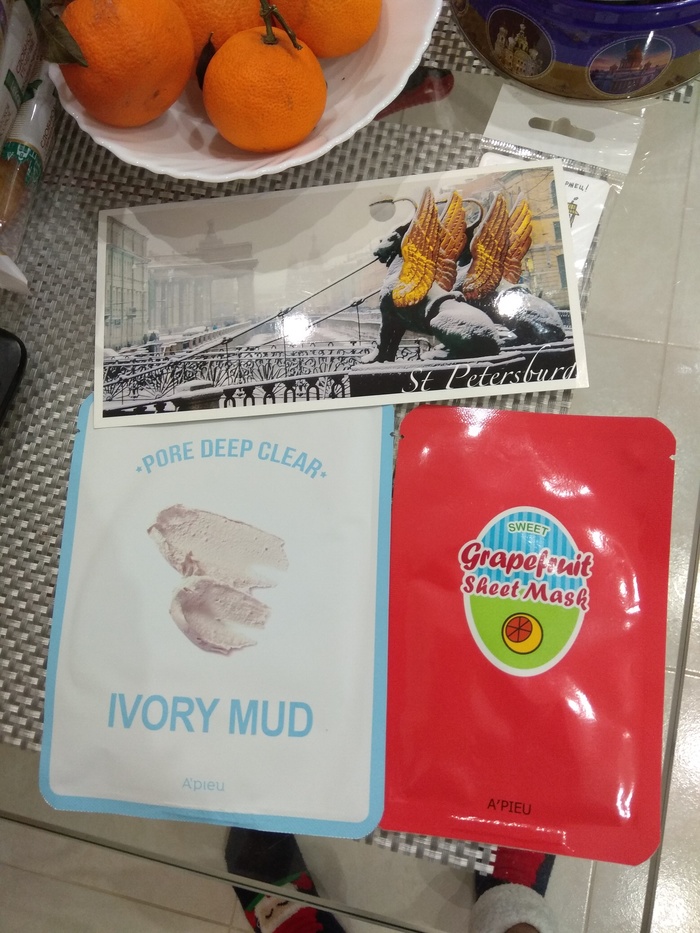 St Petersburg
*PORE DEEP CLEAR*
IVORY MUD
A'PIEU
SWEET
Grapefruit
Sheet Mask
A'PIEU